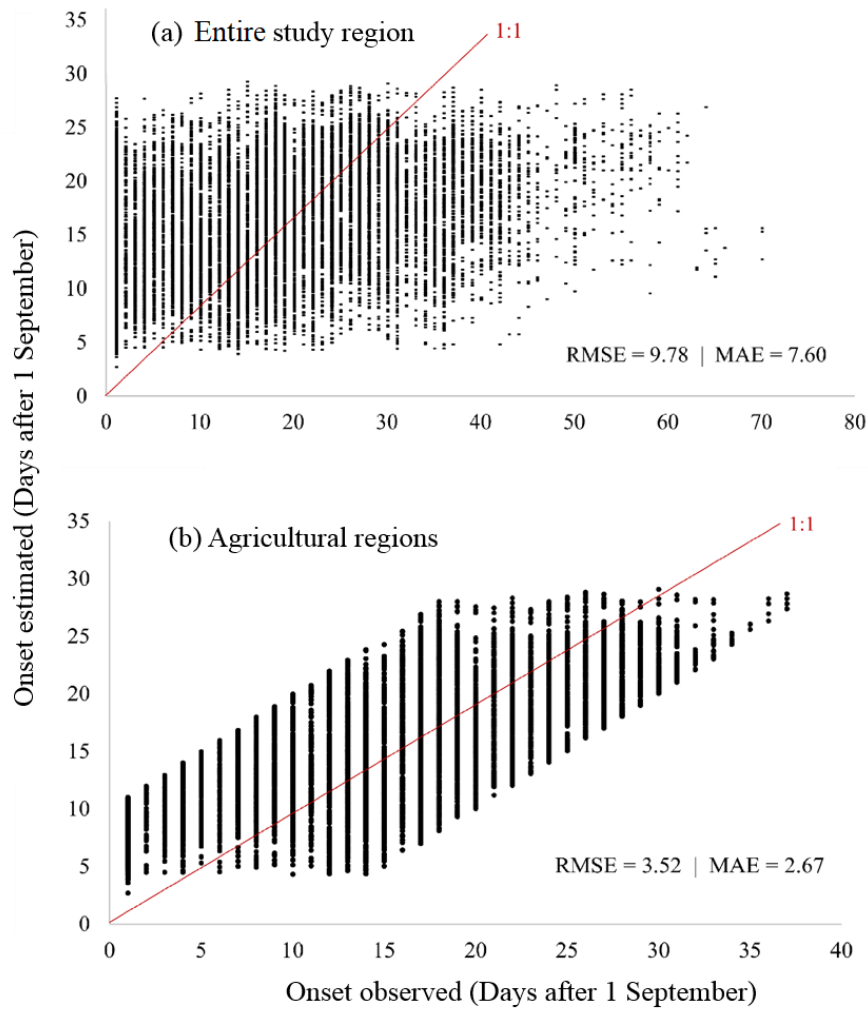 (a) Entire study region
1:1
35
30
25
20
15
10
5
0
RMSE = 9.78 | MAE = 7.60
0 10 20 30 40 50 60 70 80
Onset estimated (Days after 1 September)
(b) Agricultural regions
1:1
35
30
25
20
15
10
5
0
RMSE = 3.52 | MAE = 2.67
0 5 10 15 20 25 30 35 40
Onset observed (Days after 1 September)